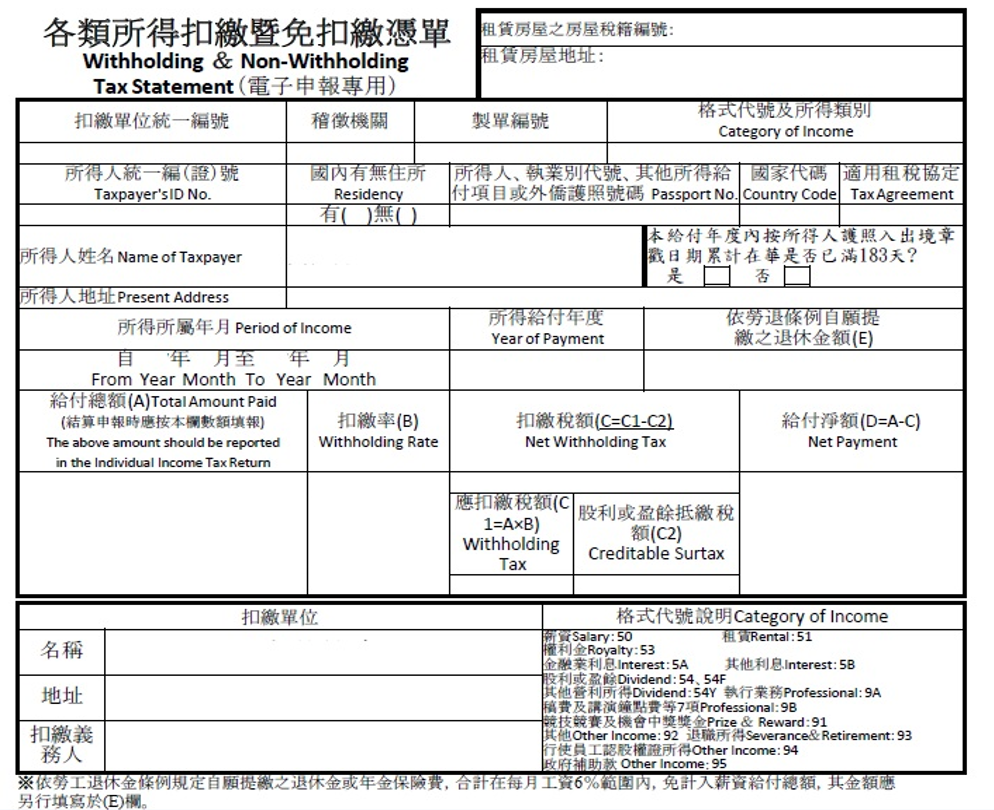 各類所得扣繳暨免扣繳憑單
Withholding & Non-Withholding
Tax Statement(電子申報專用)
租賃房屋之房屋稅籍編號:
租賃房屋地址:
扣繳單位統一編號
稽徵機關
製單編號
格式代號及所得類別
Category of Income
所得人統一編(證)號
Taxpayer's ID No.
國內有無住所
Residency
所得人、執業別代號、其他所得給
付項目或外僑護照號碼 Passport No.
國家代碼
Country Code
適用租稅協定
Tax Agreement
有( )無( )
所得人姓名 Name of Taxpayer
本給付年度內按所得人護照入出境章
戳日期累計在華是否已滿183天?
是 否
所得人地址 Present Address
所得所屬年月 Period of Income
所得給付年度
Year of Payment
依勞退條例自願提
繳之退休金額(E)
自 年 月至 年 月
From Year Month To Year Month
給付總額(A)Total Amount Paid
(結算申報時應按本欄數額填報)
The above amount should be reported
in the Individual Income Tax Return
扣繳率(B)
Withholding Rate
扣繳稅額(C=C1-C2)
Net Withholding Tax
給付淨額(D=A-C)
Net Payment
應扣繳稅額(C
1=A×B)
Withholding
Tax
股利或盈餘抵繳稅
額(C2)
Creditable Surtax
扣繳單位
名稱
地址
扣繳義
務人
格式代號說明Category of Income
薪資Salary:50 租賃Rental:51
權利金Royalty:53
金融業利息Interest:5A 其他利息Interest:5B
股利或盈餘Dividend:54、54F
其他營利所得Dividend:54Y 執行業務Professional:9A
稿費及講演鐘點費等7項Professional:9B
競技競賽及機會中獎獎金Prize & Reward:91
其他Other Income:92 退職所得Severance&Retirement:93
行使員工認股權證所得Other Income:94
政府補助款 Other Income:95
※依勞工退休金條例規定自願提繳之退休金或年金保險費,合計在每月工資6%範圍內,免計入薪資給付總額,其金額應
另行填寫於(E)欄。